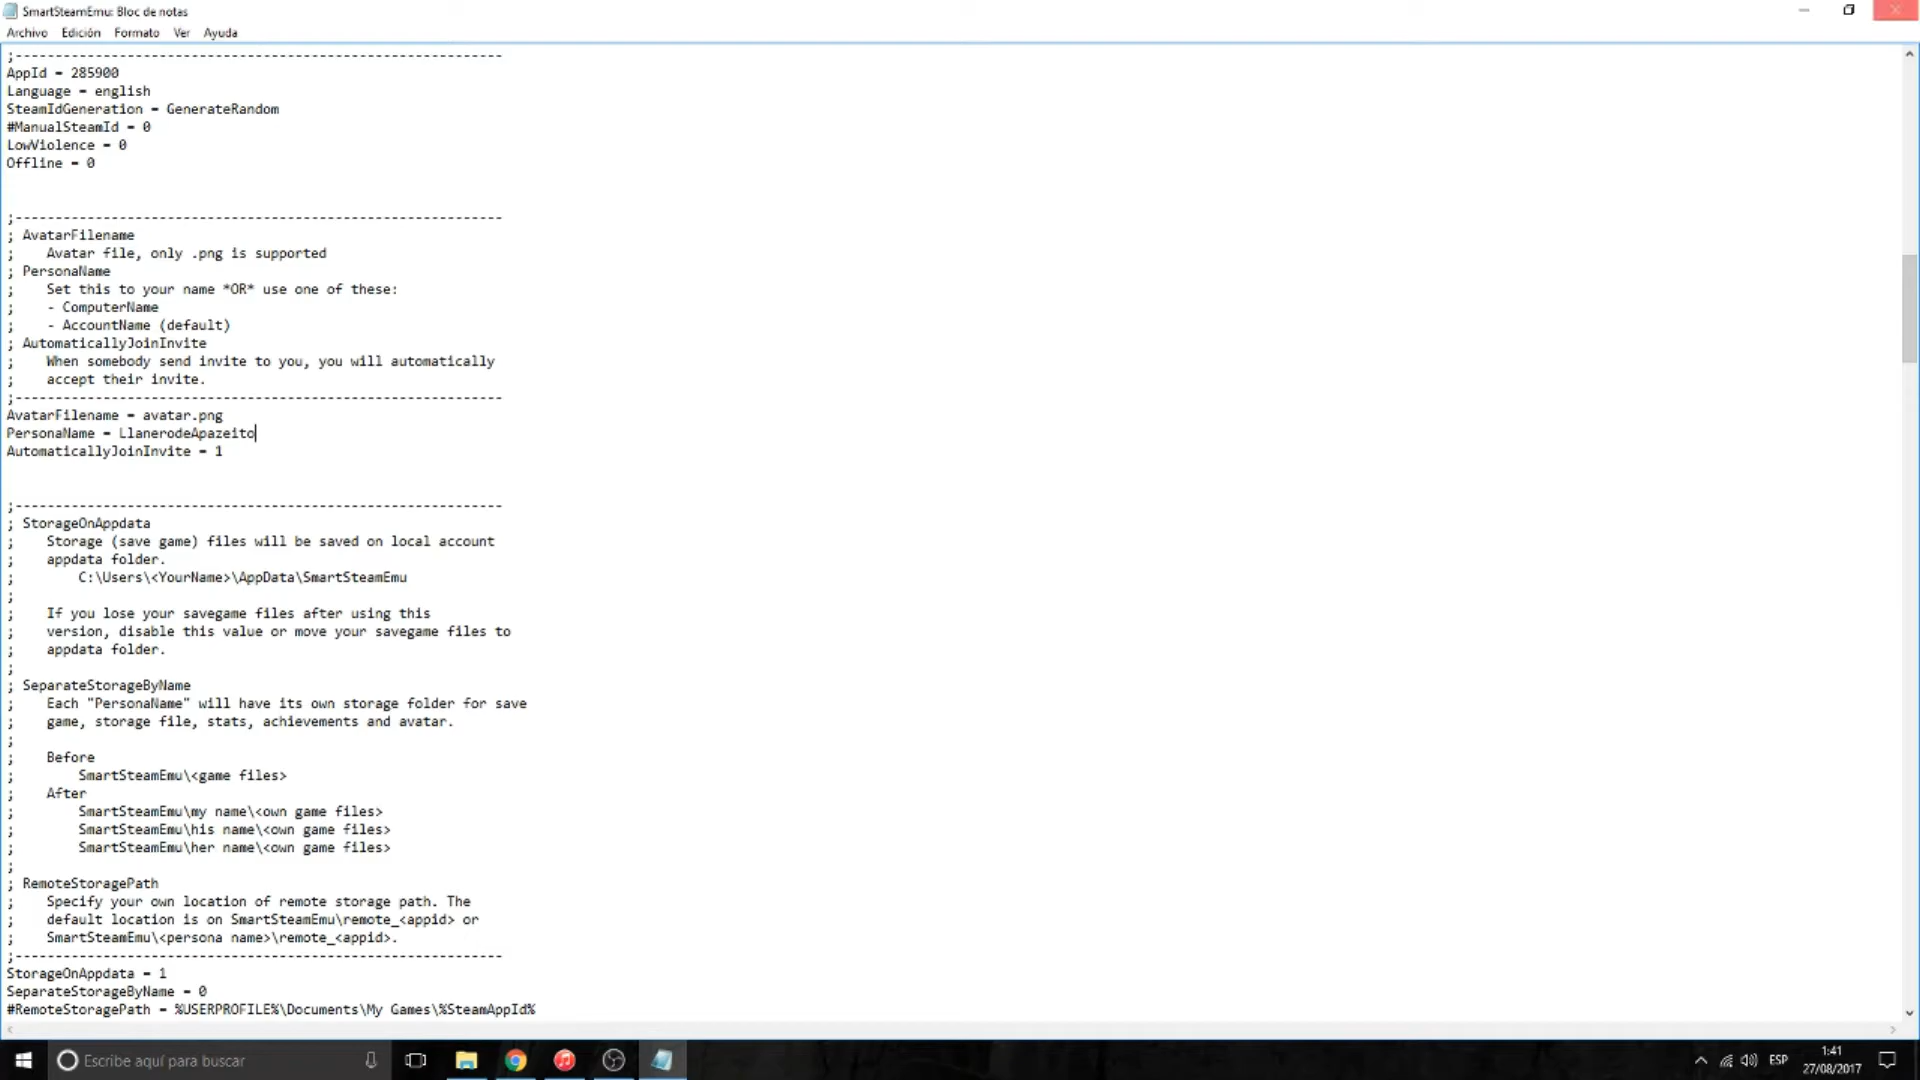 SmartSteamEmu: Bloc de notas
Archivo Edición Formato Ver Ayuda
;-------------------------------------------------------------
AppId = 285900
Language = english
SteamIdGeneration = GenerateRandom
#ManualSteamId = 0
LowViolence = 0
Offline = 0
;-------------------------------------------------------------
; AvatarFilename
;    Avatar file, only .png is supported
; PersonaName
;    Set this to your name *OR* use one of these:
;    - ComputerName
;    - AccountName (default)
; AutomaticallyJoinInvite
;    When somebody send invite to you, you will automatically
;    accept their invite.
;-------------------------------------------------------------
AvatarFilename = avatar.png
PersonaName = LlanerodeApazeito
AutomaticallyJoinInvite = 1
;-------------------------------------------------------------
; StorageOnAppdata
;    Storage (save game) files will be saved on local account
;    appdata folder.
;        C:\Users\<YourName>\AppData\SmartSteamEmu
;
;    If you lose your savegame files after using this
;    version, disable this value or move your savegame files to
;    appdata folder.
;
; SeparateStorageByName
;    Each "PersonaName" will have its own storage folder for save
;    game, storage file, stats, achievements and avatar.
;
;    Before
;        SmartSteamEmu\<game files>
;    After
;        SmartSteamEmu\my name\<own game files>
;        SmartSteamEmu\his name\<own game files>
;        SmartSteamEmu\her name\<own game files>
;
; RemoteStoragePath
;    Specify your own location of remote storage path. The
;    default location is on SmartSteamEmu\remote_<appid> or
;    SmartSteamEmu\<persona name>\remote_<appid>.
;-------------------------------------------------------------
StorageOnAppdata = 1
SeparateStorageByName = 0
#RemoteStoragePath = %USERPROFILE%\Documents\My Games\%SteamAppId%
Escribe aquí para buscar
ESP
1:41
27/08/2017